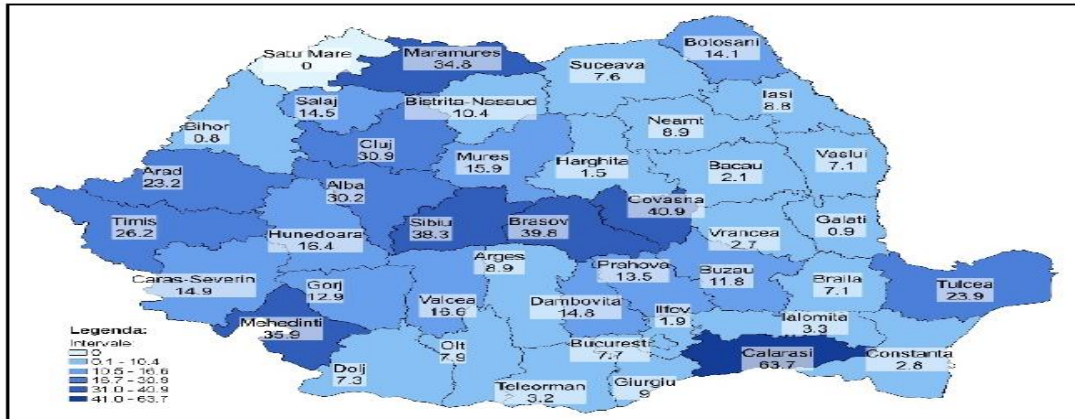 Botosani
14.1
Satu Mare
0
Maramures
34.8
Suceava
7.6
Iasi
8.8
Salaj
14.5
Bistrita-Nasaud
10.4
Neamt
8.9
Bihor
0.8
Cluj
30.9
Mures
15.9
Harghita
1.5
Bacau
2.1
Vaslui
7.1
Arad
23.2
Alba
30.2
Covasna
40.9
Timis
26.2
Hunedoara
16.4
Sibiu
38.3
Brasov
39.8
Vrancea
2.7
Galati
0.9
Caras-Severin
14.9
Gorj
12.9
Valcea
16.6
Arges
8.9
Prahova
13.5
Buzau
11.8
Braila
7.1
Tulcea
23.9
Mehedinti
35.9
Dambovita
14.8
Ilfov
1.9
Ialomita
3.3
Dolj
7.3
Olt
7.9
Bucuresti
7.7
Calarasi
63.7
Constanta
2.8
Teleorman
3.2
Giurgiu
9
Legenda:
Intervale:
0
0.1 - 10.4
10.5 - 16.6
16.7 - 30.9
31.0 - 40.9
41.0 - 63.7